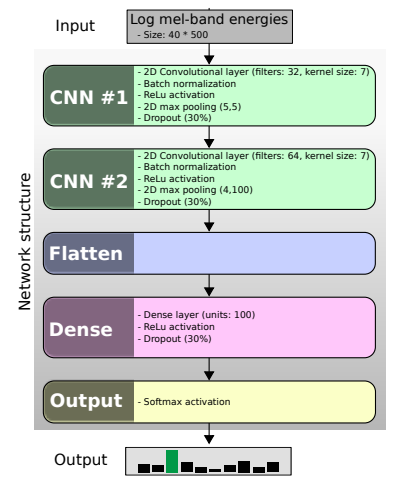 Input
Log mel-band energies
- Size: 40 * 500
Network structure
CNN #1
- 2D Convolutional layer (filters: 32, kernel size: 7)
- Batch normalization
- ReLu activation
- 2D max pooling (5,5)
- Dropout (30%)
CNN #2
- 2D Convolutional layer (filters: 64, kernel size: 7)
- Batch normalization
- ReLu activation
- 2D max pooling (4,100)
- Dropout (30%)
Flatten
Dense
- Dense layer (units: 100)
- ReLu activation
- Dropout (30%)
Output
- Softmax activation
Output